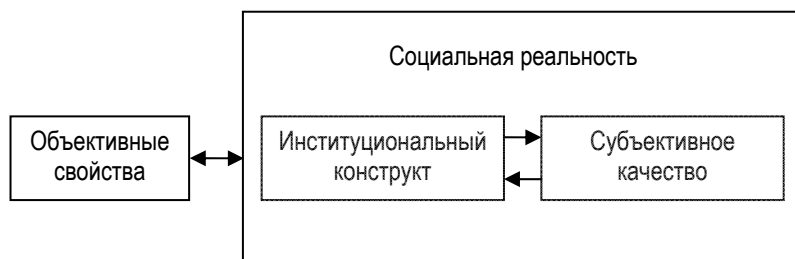 Социальная реальность
Объективные
свойства
Институциональный
конструкт
Субъективное
качество